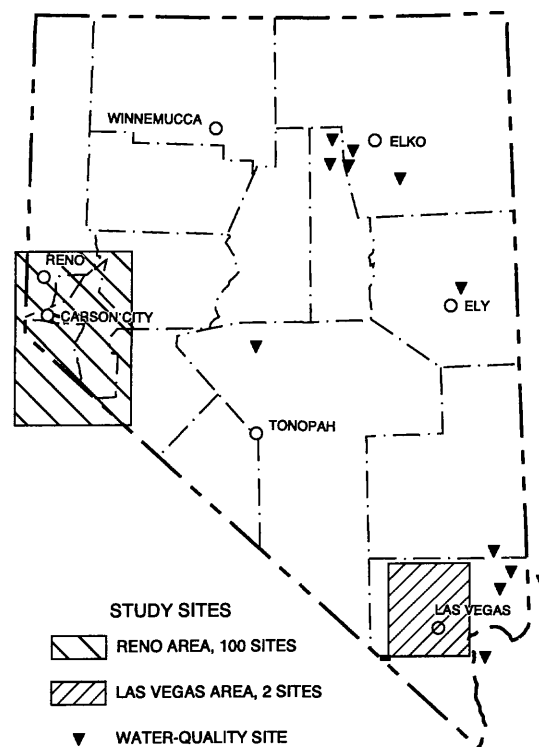 WINNEMUCCA
ELKO
RENO
CARSON CITY
ELY
TONOPAH
LAS VEGAS
STUDY SITES
RENO AREA, 100 SITES
LAS VEGAS AREA, 2 SITES
WATER-QUALITY SITE